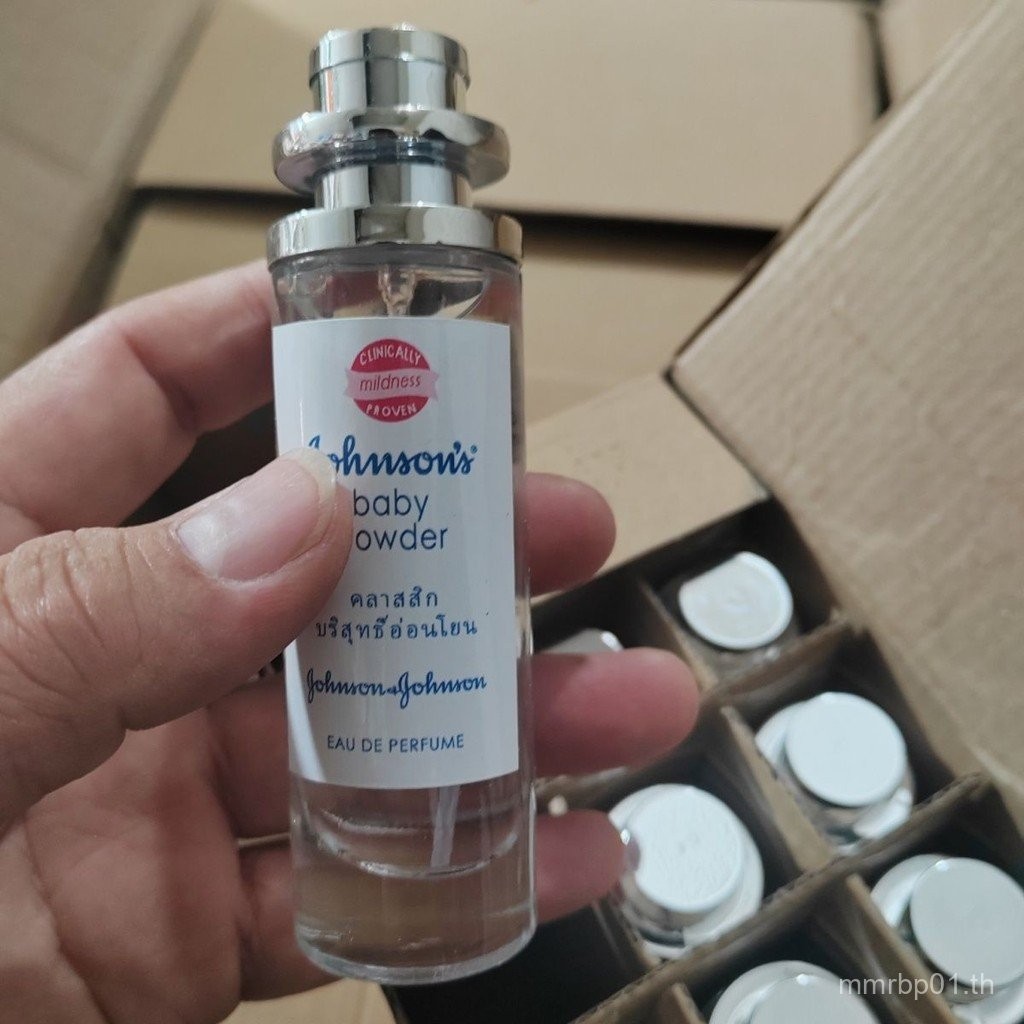 CLINICALLY
mildness
PROVEN
Johnson's®
baby
powder
คลาสสิก
บริสุทธิ์อ่อนโยน
Johnson & Johnson
EAU DE PERFUME
mmrbp01.th